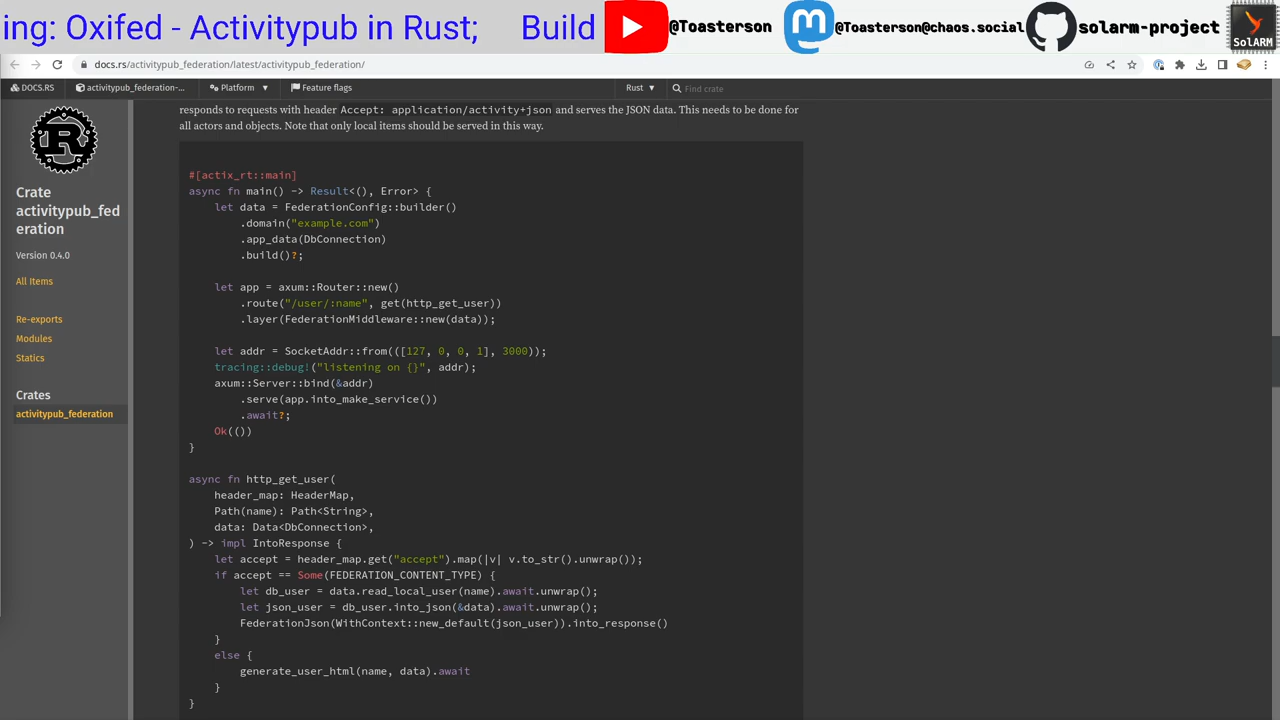 ing: Oxifed - Activitypub in Rust; Build
@Toasterson
@Toasterson@chaos.social
solarm-project
SolARM
docs.rs/activitypub_federation/latest/activitypub_federation/
DOCS.RS
activitypub_federation-...
Platform
Feature flags
Rust
Find crate
Crate
activitypub_fed
eration
Version 0.4.0
All Items
Re-exports
Modules
Statics
Crates
activitypub_federation
responds to requests with header Accept: application/activity+json and serves the JSON data. This needs to be done for
all actors and objects. Note that only local items should be served in this way.
#[actix_rt::main]
async fn main() -> Result<(), Error> {
    let data = FederationConfig::builder()
        .domain("example.com")
        .app_data(DbConnection)
        .build()?;
    let app = axum::Router::new()
        .route("/user/:name", get(http_get_user))
        .layer(FederationMiddleware::new(data));
    let addr = SocketAddr::from(([127, 0, 0, 1], 3000));
    tracing::debug!("listening on {}", addr);
    axum::Server::bind(&addr)
        .serve(app.into_make_service())
        .await?;
    Ok(())
}
async fn http_get_user(
    header_map: HeaderMap,
    Path(name): Path<String>,
    data: Data<DbConnection>,
) -> impl IntoResponse {
    let accept = header_map.get("accept").map(|v| v.to_str().unwrap());
    if accept == Some(FEDERATION_CONTENT_TYPE) {
        let db_user = data.read_local_user(name).await.unwrap();
        let json_user = db_user.into_json(&data).await.unwrap();
        FederationJson(WithContext::new_default(json_user)).into_response()
    }
    else {
        generate_user_html(name, data).await
    }
}